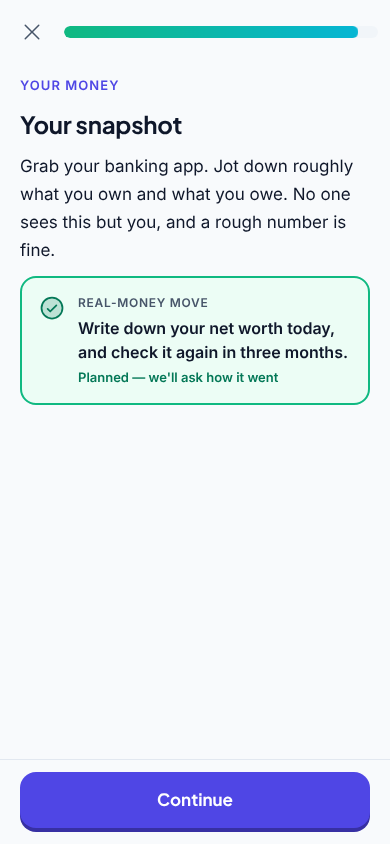 YOUR MONEY
Your snapshot
Grab your banking app. Jot down roughly
what you own and what you owe. No one
sees this but you, and a rough number is
fine.
REAL-MONEY MOVE
Write down your net worth today,
and check it again in three months.
Planned — we'll ask how it went
Continue